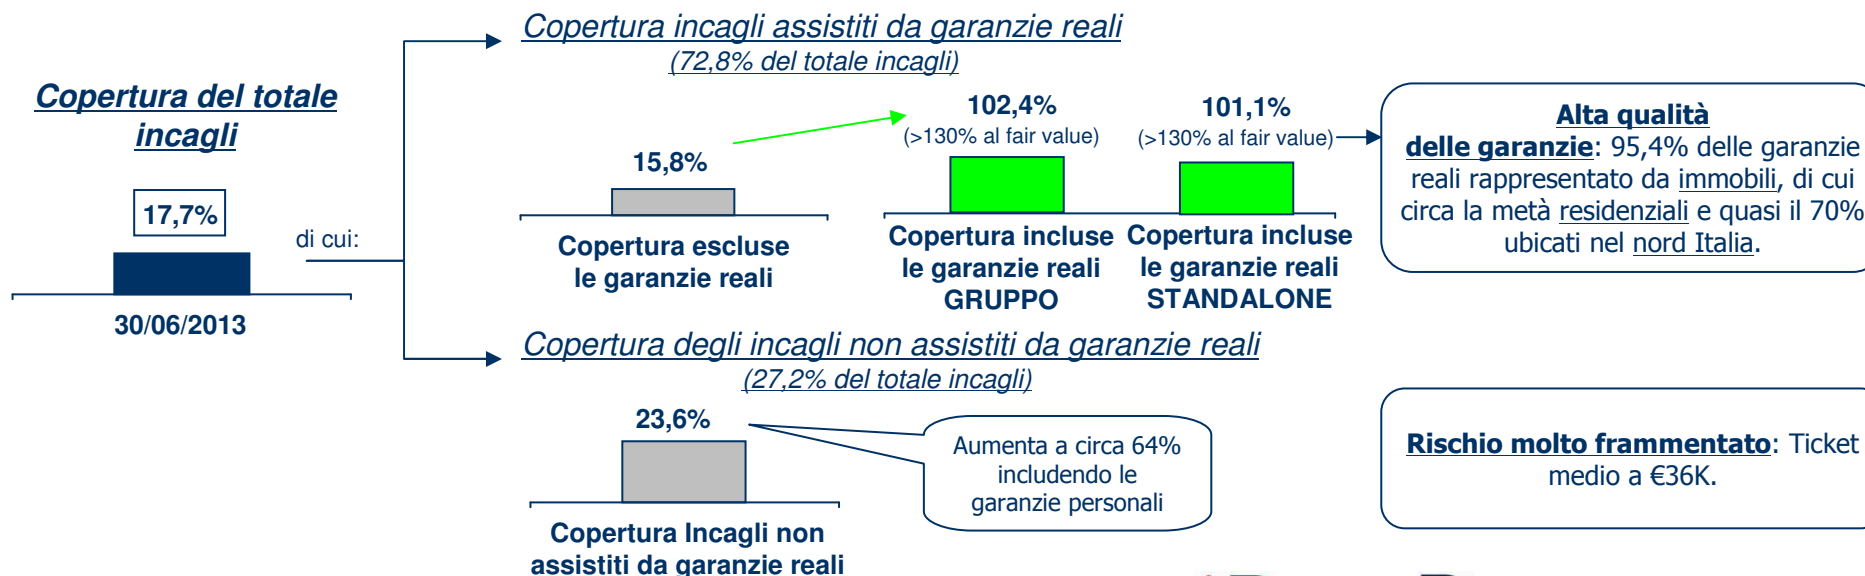 Copertura del totale
incagli
17,7%
30/06/2013
di cui:
Copertura incagli assistiti da garanzie reali
(72,8% del totale incagli)
15,8%
Copertura escluse
le garanzie reali
102,4%
(>130% al fair value)
Copertura incluse
le garanzie reali
GRUPPO
101,1%
(>130% al fair value)
Copertura incluse
le garanzie reali
STANDALONE
Alta qualità
delle garanzie: 95,4% delle garanzie
reali rappresentato da immobili, di cui
circa la metà residenziali e quasi il 70%
ubicati nel nord Italia.
Copertura degli incagli non assistiti da garanzie reali
(27,2% del totale incagli)
23,6%
Copertura Incagli non
assistiti da garanzie reali
Aumenta a circa 64%
includendo le
garanzie personali
Rischio molto frammentato: Ticket
medio a €36K.